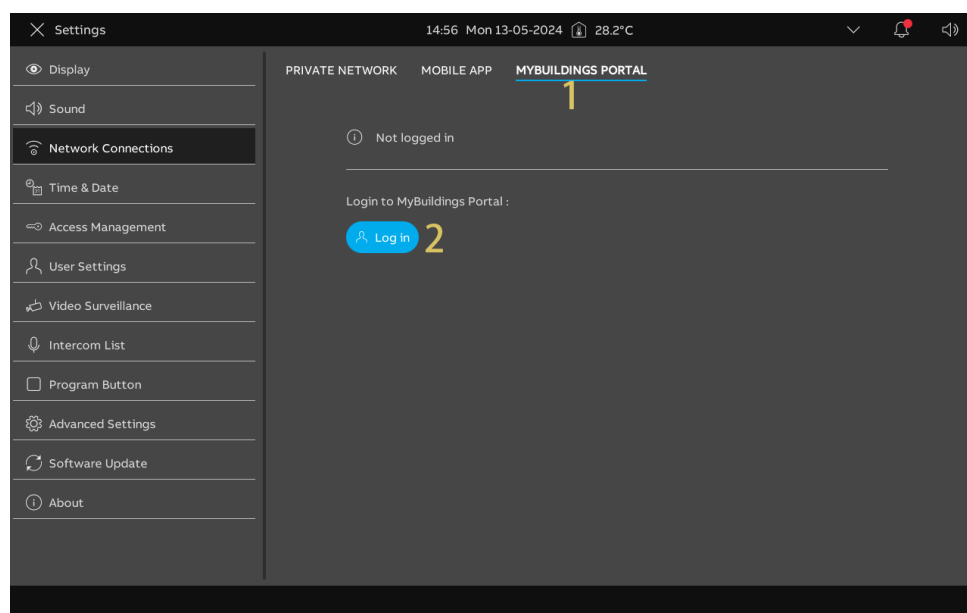 Settings
14:56 Mon 13-05-2024 28.2°C
Display
Sound
Network Connections
Time & Date
Access Management
User Settings
Video Surveillance
Intercom List
Program Button
Advanced Settings
Software Update
About
PRIVATE NETWORK MOBILE APP MYBUILDINGS PORTAL
1
Not logged in
Login to MyBuildings Portal :
Log in 2